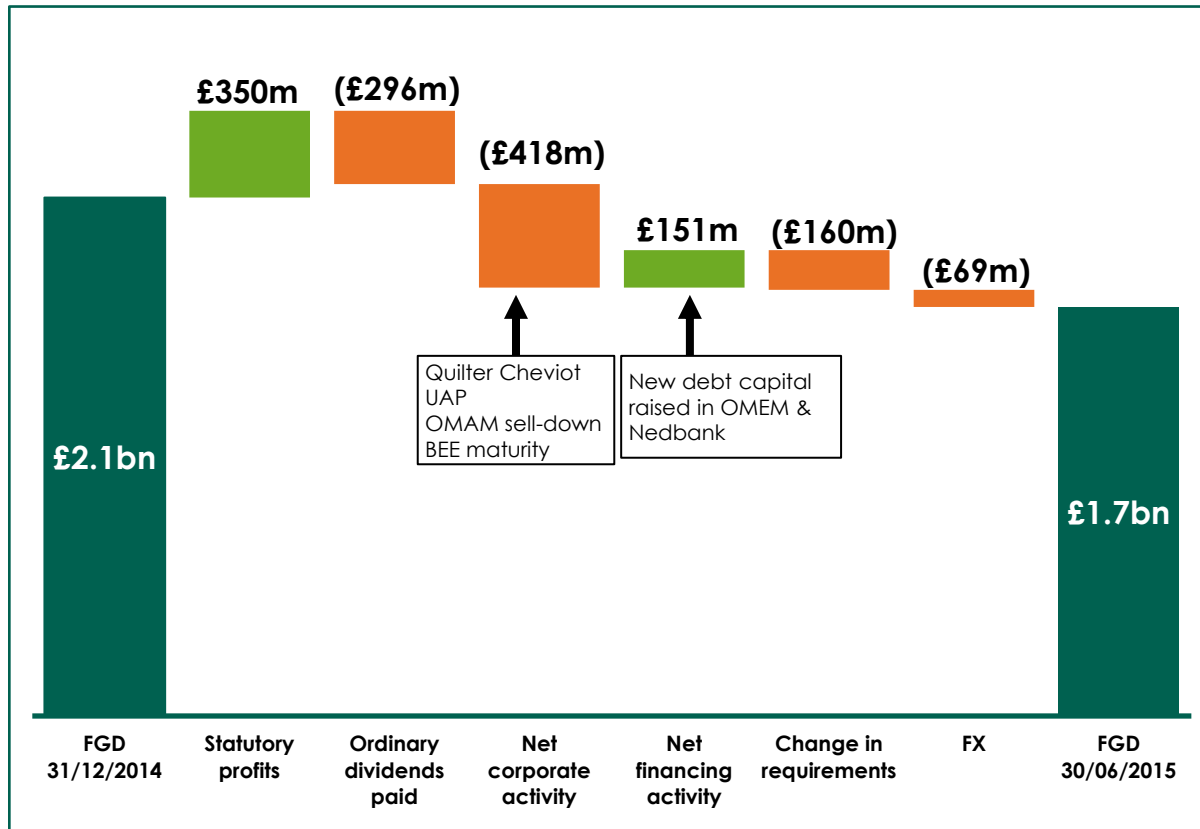 £350m
(£296m)
(£418m)
£151m
(£160m)
(£69m)
Quilter Cheviot
UAP
OMAM sell-down
BEE maturity
New debt capital
raised in OMEM &
Nedbank
£2.1bn
£1.7bn
FGD
31/12/2014
Statutory
profits
Ordinary
dividends
paid
Net
corporate
activity
Net
financing
activity
Change in
requirements
FX
FGD
30/06/2015